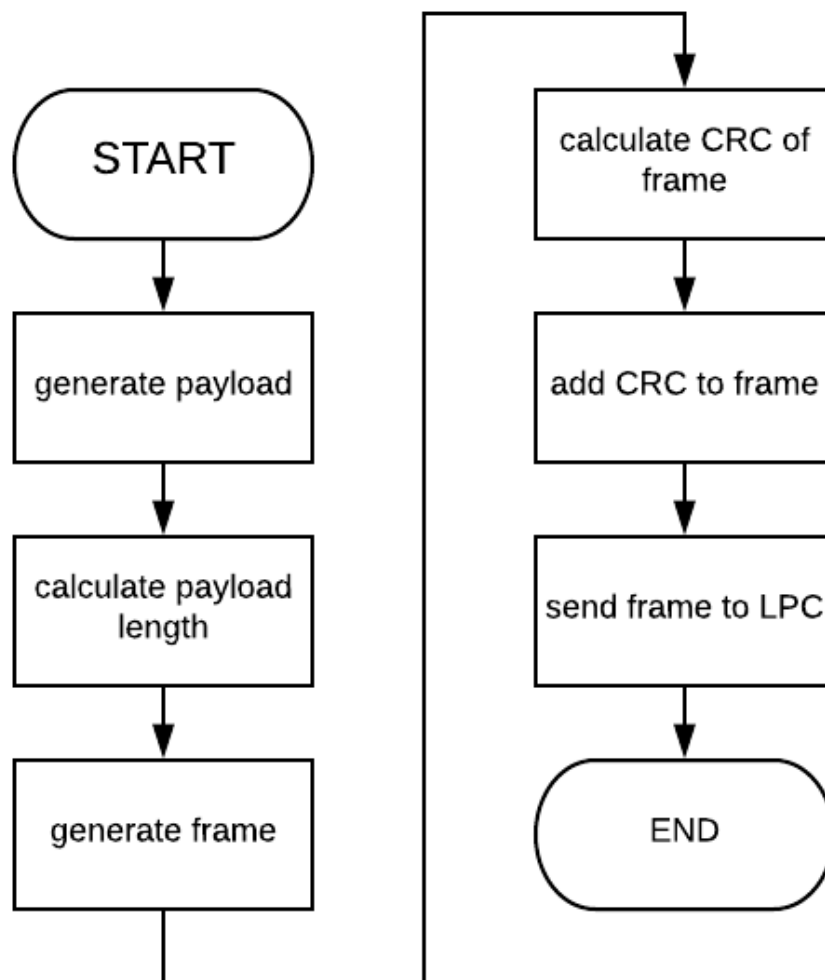 START
generate payload
calculate payload
length
generate frame
calculate CRC of
frame
add CRC to frame
send frame to LPC
END